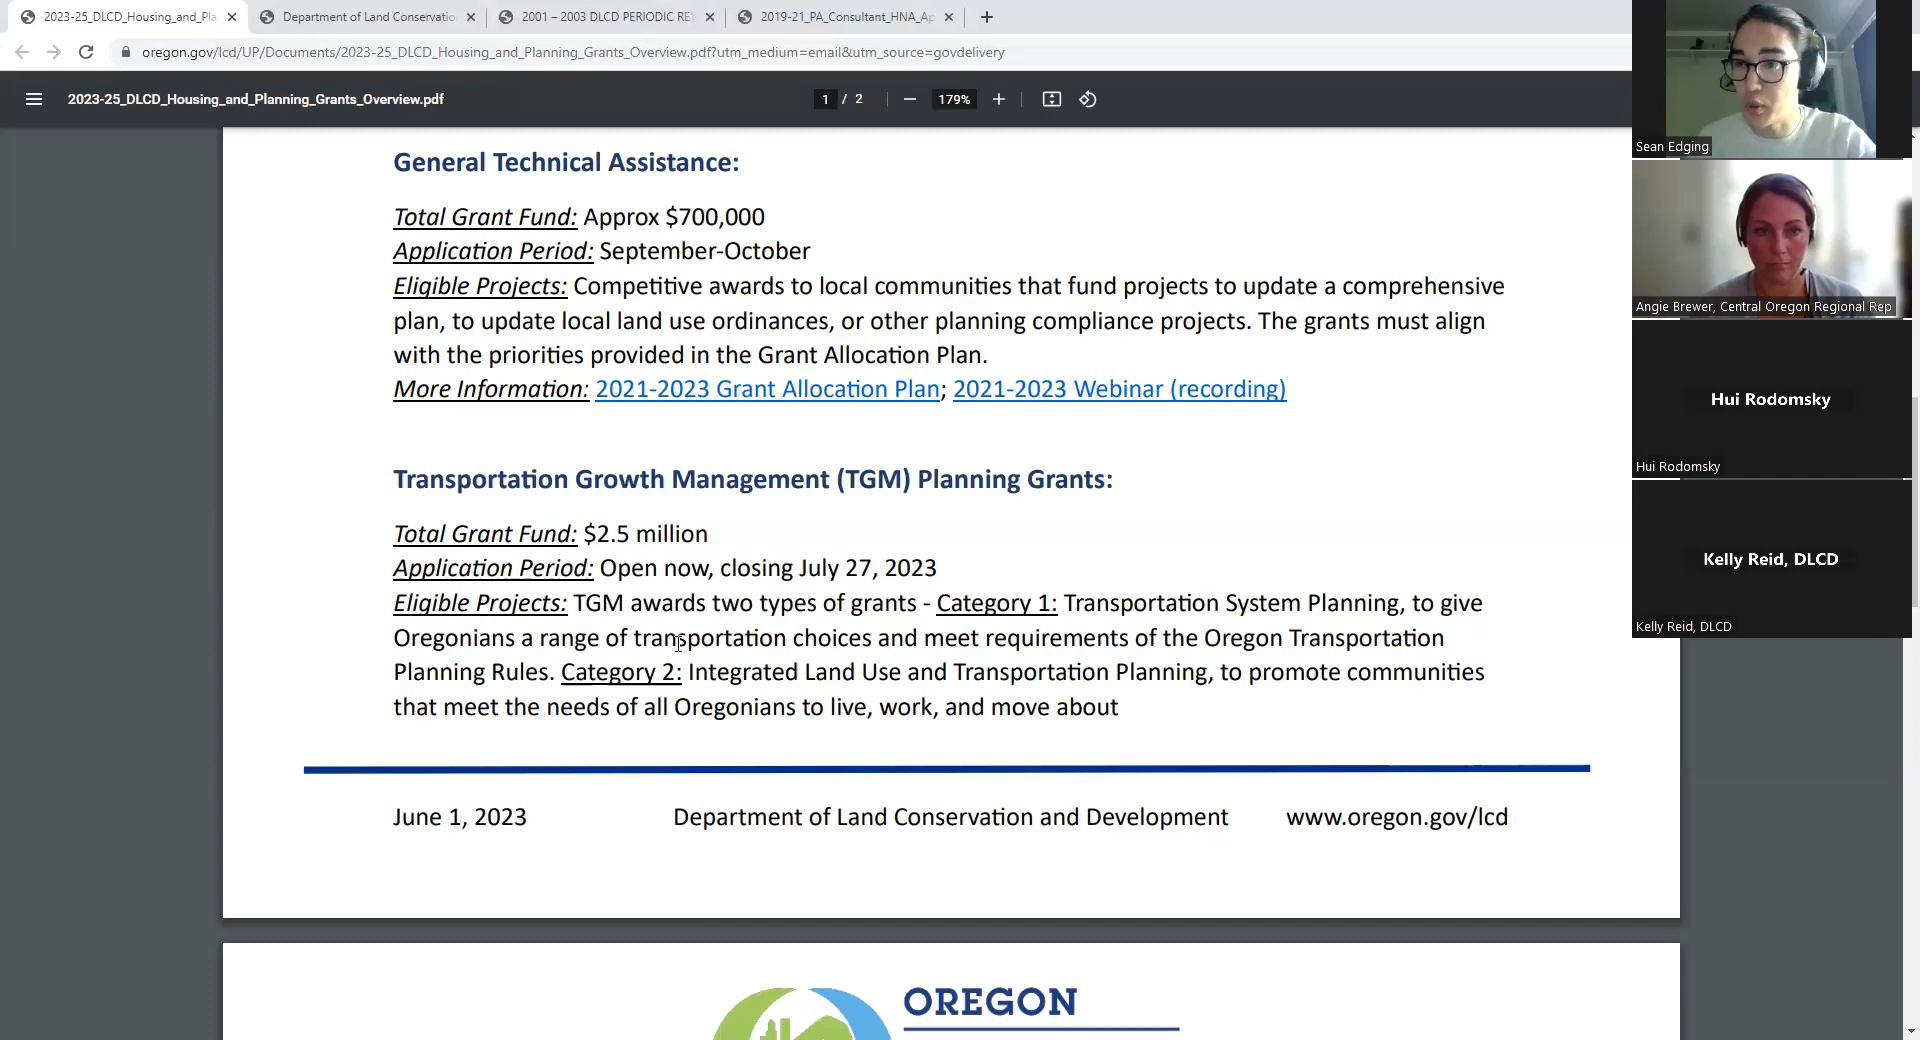 2023-25_DLCD_Housing_and_Pla
Department of Land Conservatio
2001 – 2003 DLCD PERIODIC RE
2019-21_PA_Consultant_HNA_Ap
oregon.gov/lcd/UP/Documents/2023-25_DLCD_Housing_and_Planning_Grants_Overview.pdf?utm_medium=email&utm_source=govdelivery
2023-25_DLCD_Housing_and_Planning_Grants_Overview.pdf
1 / 2
179%
General Technical Assistance:
Total Grant Fund: Approx $700,000
Application Period: September-October
Eligible Projects: Competitive awards to local communities that fund projects to update a comprehensive
plan, to update local land use ordinances, or other planning compliance projects. The grants must align
with the priorities provided in the Grant Allocation Plan.
More Information: 2021-2023 Grant Allocation Plan; 2021-2023 Webinar (recording)
Transportation Growth Management (TGM) Planning Grants:
Total Grant Fund: $2.5 million
Application Period: Open now, closing July 27, 2023
Eligible Projects: TGM awards two types of grants - Category 1: Transportation System Planning, to give
Oregonians a range of transportation choices and meet requirements of the Oregon Transportation
Planning Rules. Category 2: Integrated Land Use and Transportation Planning, to promote communities
that meet the needs of all Oregonians to live, work, and move about
June 1, 2023
Department of Land Conservation and Development
www.oregon.gov/lcd
OREGON
Sean Edging
Angie Brewer, Central Oregon Regional Rep
Hui Rodomsky
Hui Rodomsky
Kelly Reid, DLCD
Kelly Reid, DLCD